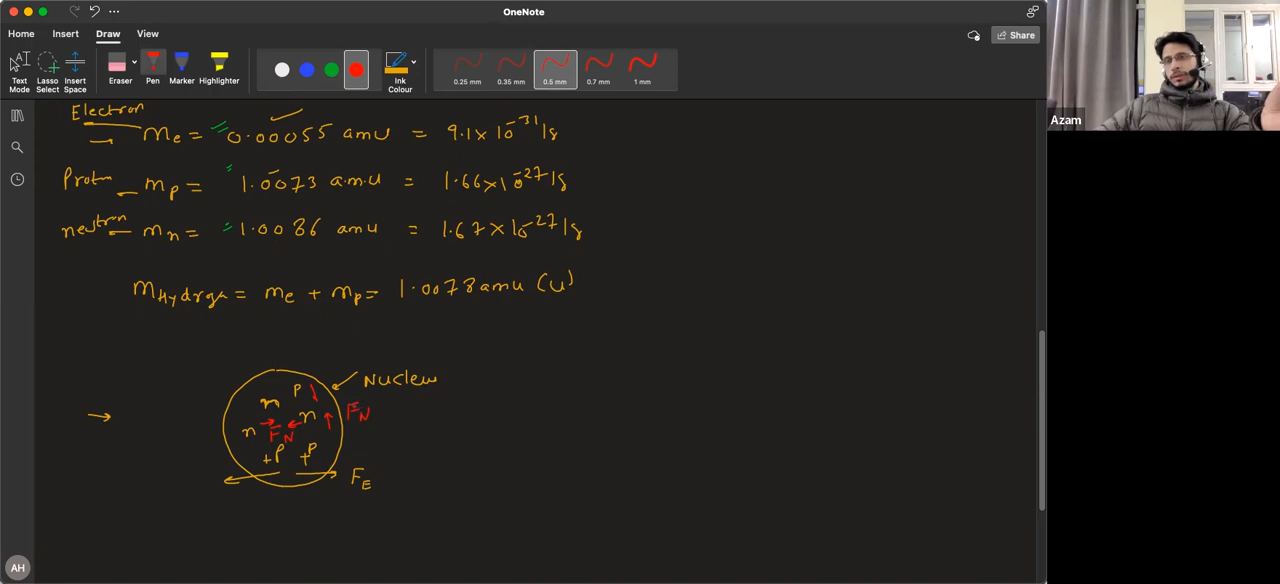 OneNote
Home Insert Draw View
Share
Text Mode
Lasso Select
Insert Space
Eraser
Pen
Marker
Highlighter
Ink Colour
0.25 mm
0.35 mm
0.5 mm
0.7 mm
1 mm
Azam
Electron
me = 0.00055 amu = 9.1×10^-31 kg
Proton mp = 1.0073 a.m.u = 1.66×10^-27 kg
neutron mn = 1.0086 amu = 1.67×10^-27 kg
= me + mp = 1.0078 amu (u)
P
n
n
n
FN
FN
+P +P
FE
AH